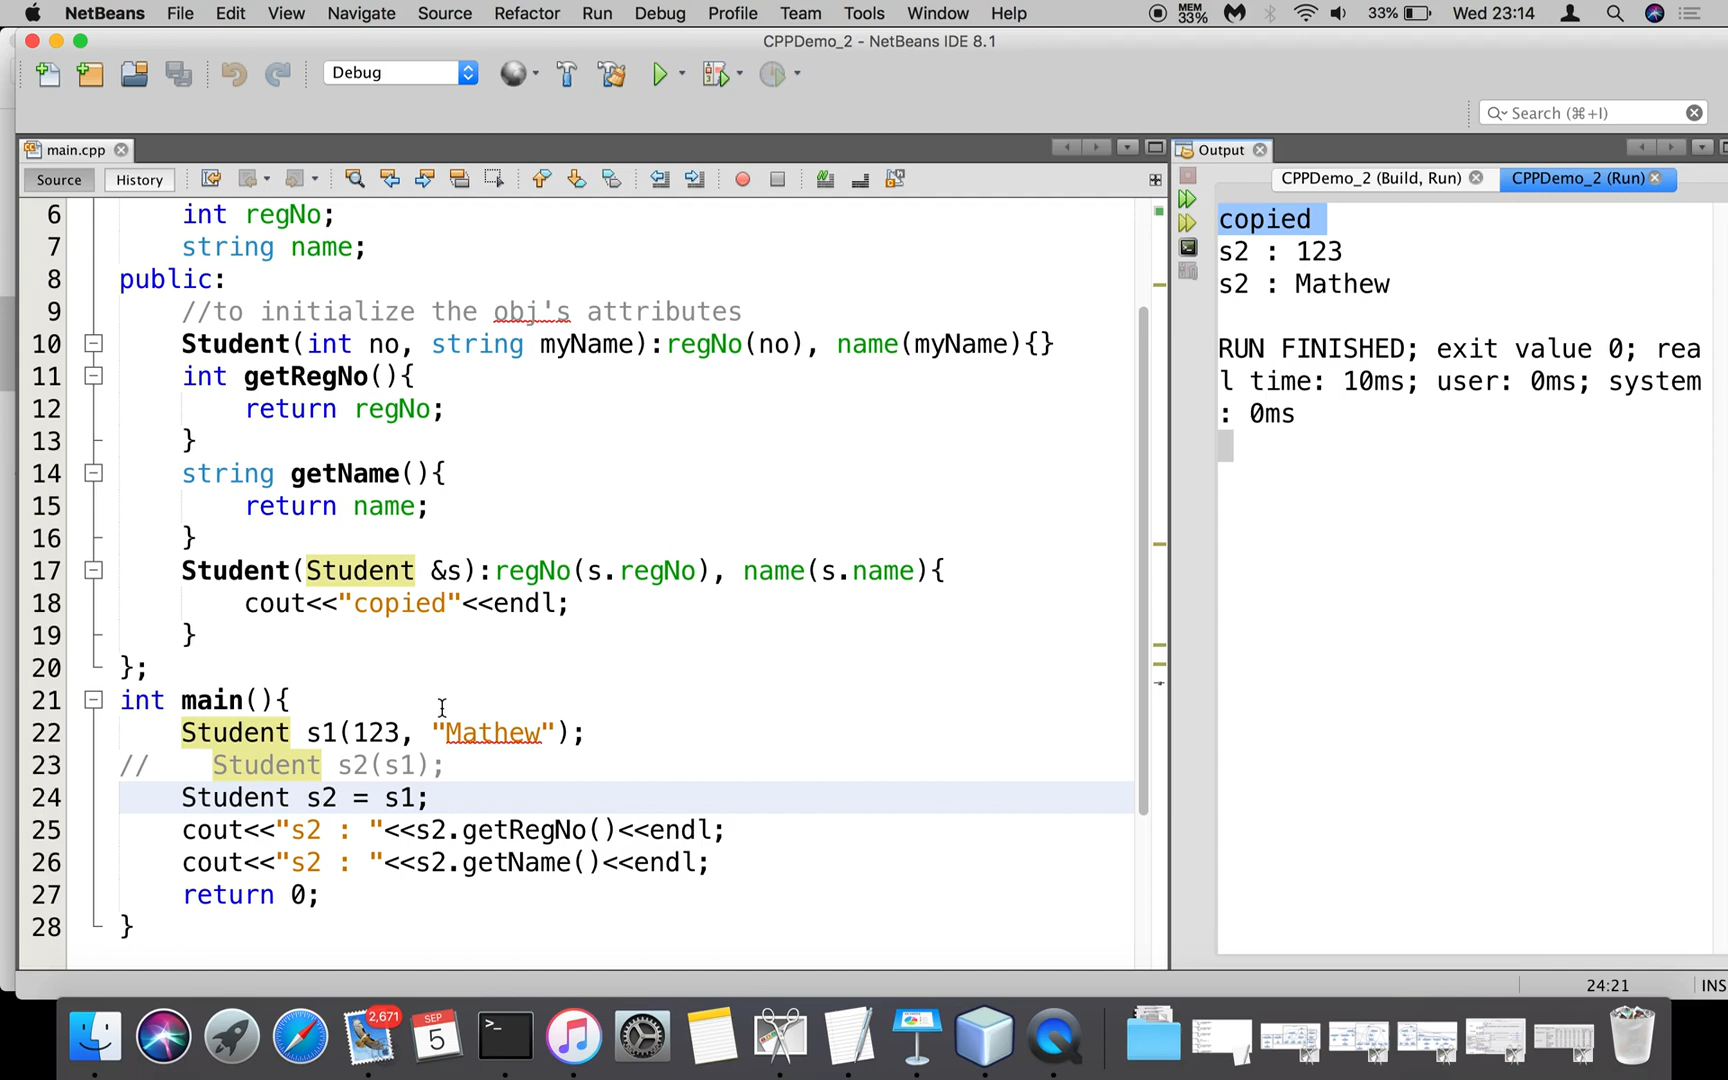 NetBeans File Edit View Navigate Source Refactor Run Debug Profile Team Tools Window Help MEM 33% 33% Wed 23:14
CPPDemo_2 - NetBeans IDE 8.1
Debug
Search (⌘+I)
main.cpp
Output
Source History
CPPDemo_2 (Build, Run) CPPDemo_2 (Run)
6 int regNo;
7 string name;
8 public:
9 //to initialize the obj's attributes
10 Student(int no, string myName):regNo(no), name(myName){}
11 int getRegNo(){
12 return regNo;
13 }
14 string getName(){
15 return name;
16 }
17 Student(Student &s):regNo(s.regNo), name(s.name){
18 cout<<"copied"<<endl;
19 }
20 };
21 int main(){
22 Student s1(123, "Mathew");
23 // Student s2(s1);
24 Student s2 = s1;
25 cout<<"s2 : "<<s2.getRegNo()<<endl;
26 cout<<"s2 : "<<s2.getName()<<endl;
27 return 0;
28 }
copied
s2 : 123
s2 : Mathew
RUN FINISHED; exit value 0; rea
l time: 10ms; user: 0ms; system
: 0ms
24:21 INS
2,671
SEP
5
>_